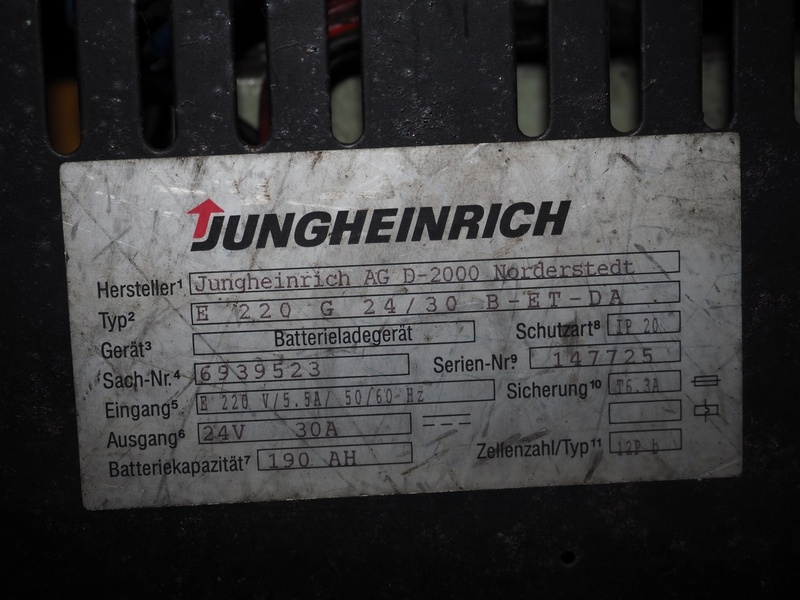 JUNGHEINRICH
Hersteller¹ Jungheinrich AG D-2000 Norderstedt
Typ² E 220 G 24/30 B-ET-DA
Gerät³ Batterieladegerät Schutzart⁸ IP 20
Sach-Nr.⁴ 6939523 Serien-Nr⁹ 147725
Eingang⁵ E 220 V/5.5A/ 50/60 Hz Sicherung¹⁰ T6.3A
Ausgang⁶ 24V 30A
Batteriekapazität⁷ 190 AH Zellenzahl/Typ¹¹ 12P b